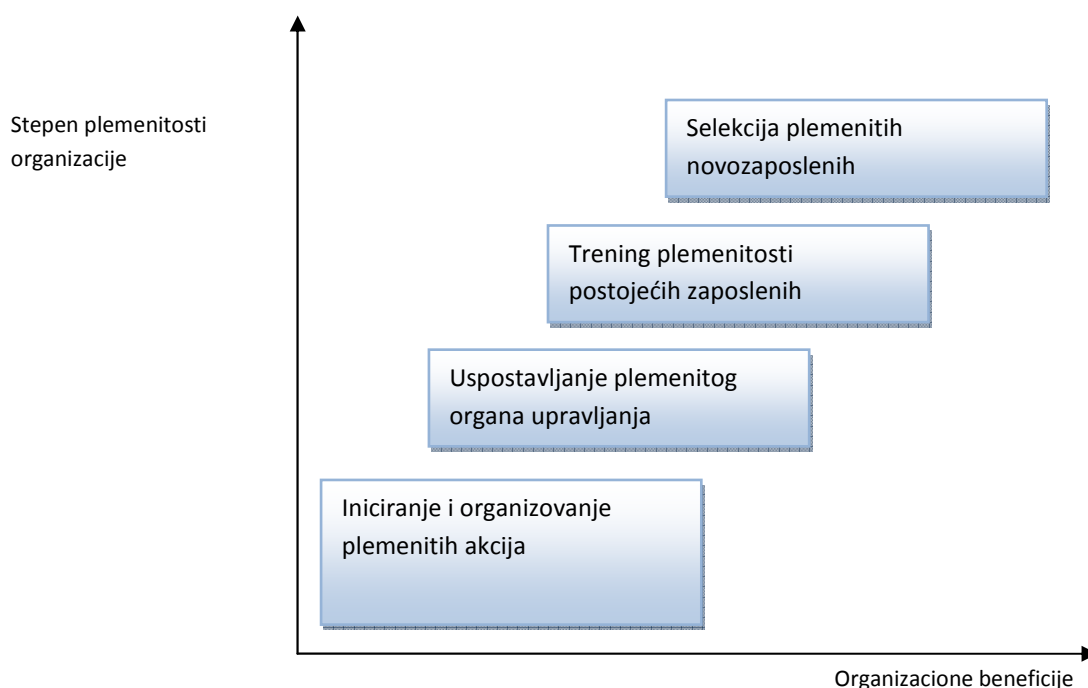 Stepen plemenitosti
organizacije
Selekcija plemenitih
novozaposlenih
Trening plemenitosti
postojećih zaposlenih
Uspostavljanje plemenitog
organa upravljanja
Iniciranje i organizovanje
plemenitih akcija
Organizacione beneficije